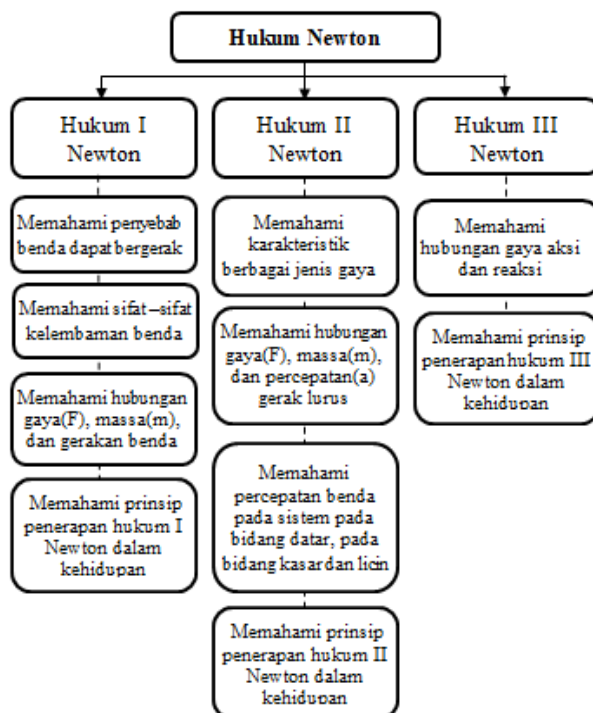 Hukum Newton
Hukum I
Newton
Memahami penyebab
benda dapat bergerak
Memahami sifat–sifat
kelembaman benda
Memahami hubungan
gaya(F), massa(m),
dan gerakan benda
Memahami prinsip
penerapan hukum I
Newton dalam
kehidupan
Hukum II
Newton
Memahami
karakteristik
berbagai jenis gaya
Memahami hubungan
gaya(F), massa(m),
dan percepatan(a)
gerak lurus
Memahami
percepatan benda
pada sistem pada
bidang datar, pada
bidang kasar dan licin
Memahami prinsip
penerapan hukum II
Newton dalam
kehidupan
Hukum III
Newton
Memahami
hubungan gaya aksi
dan reaksi
Memahami prinsip
penerapan hukum III
Newton dalam
kehidupan